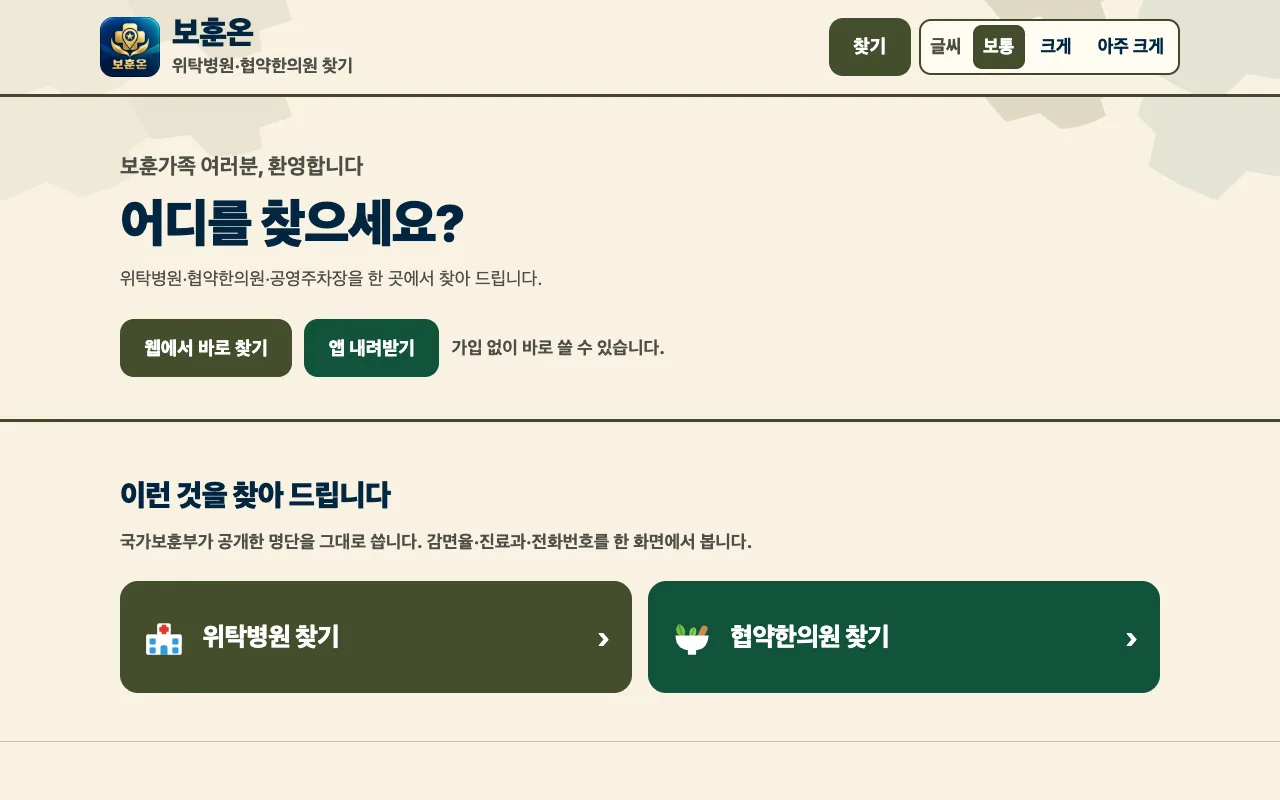 보훈온
보훈온
위탁병원·협약한의원 찾기
찾기
글씨 보통 크게 아주 크게
보훈가족 여러분, 환영합니다
어디를 찾으세요?
위탁병원·협약한의원·공영주차장을 한 곳에서 찾아 드립니다.
웹에서 바로 찾기
앱 내려받기
가입 없이 바로 쓸 수 있습니다.
이런 것을 찾아 드립니다
국가보훈부가 공개한 명단을 그대로 씁니다. 감면율·진료과·전화번호를 한 화면에서 봅니다.
위탁병원 찾기 ›
협약한의원 찾기 ›